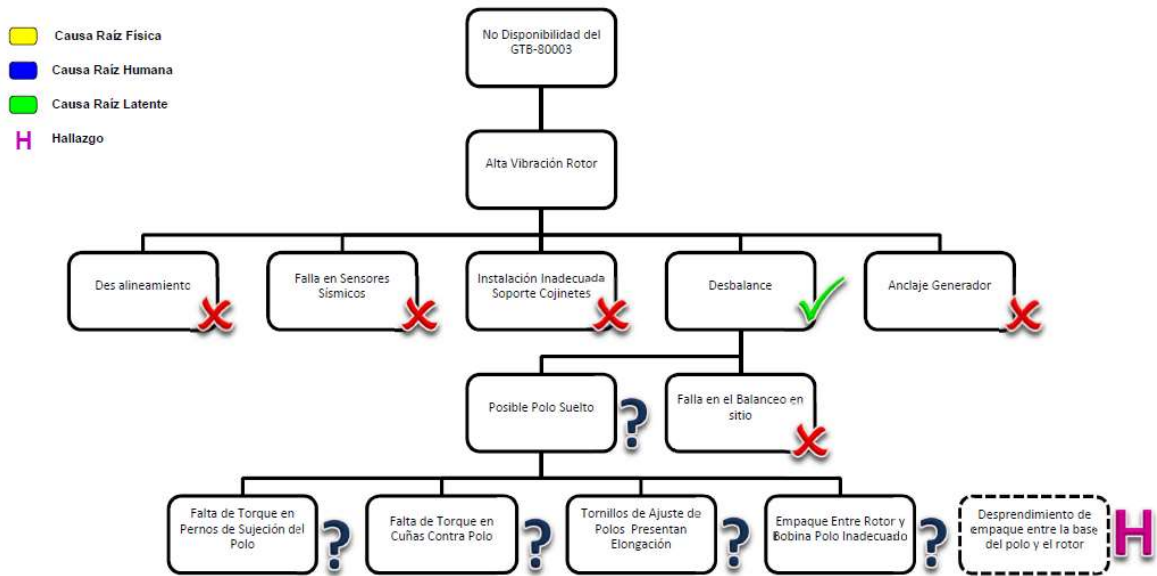 Causa Raíz Física
Causa Raíz Humana
Causa Raíz Latente
H Hallazgo
No Disponibilidad del
GTB-80003
Alta Vibración Rotor
Des alineamiento
Falla en Sensores
Sísmicos
Instalación Inadecuada
Soporte Cojinetes
Desbalance
Anclaje Generador
Posible Polo Suelto
?
Falla en el Balanceo en
sitio
Falta de Torque en
Pernos de Sujeción del
Polo
?
Falta de Torque en
Cuñas Contra Polo
?
Tornillos de Ajuste de
Polos Presentan
Elongación
?
Empaque Entre Rotor y
Bobina Polo Inadecuado
?
Desprendimiento de
empaque entre la base
del polo y el rotor
H